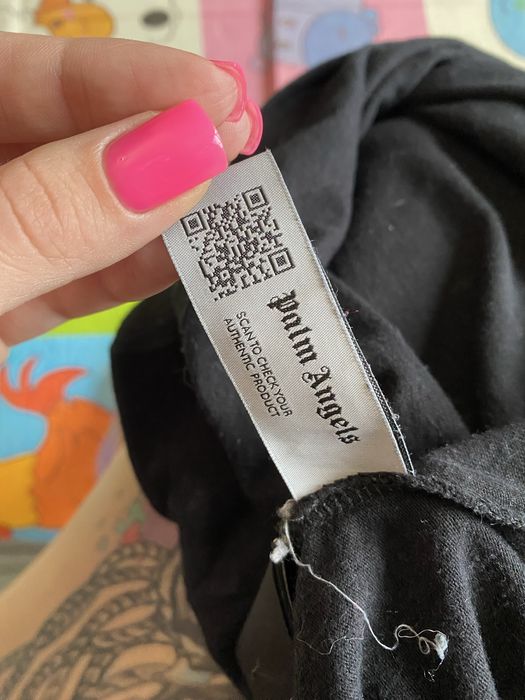 Palm Angels
SCAN TO CHECK YOUR
AUTHENTIC PRODUCT